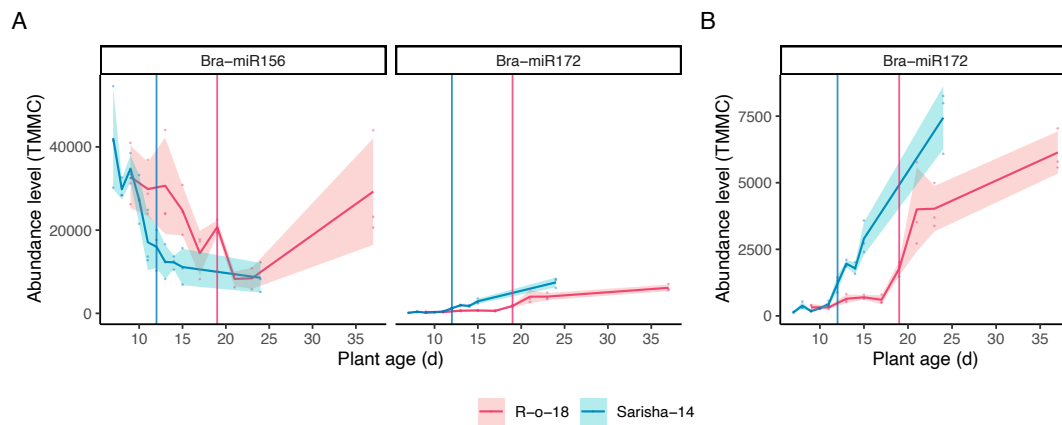 A
B
Bra−miR156
Bra−miR172
Bra−miR172
Abundance level (TMMC)
40000
20000
0
10 15 20 25 30 35
10 15 20 25 30 35
Plant age (d)
Abundance level (TMMC)
7500
5000
2500
0
10 15 20 25 30 35
Plant age (d)
R−o−18
Sarisha−14